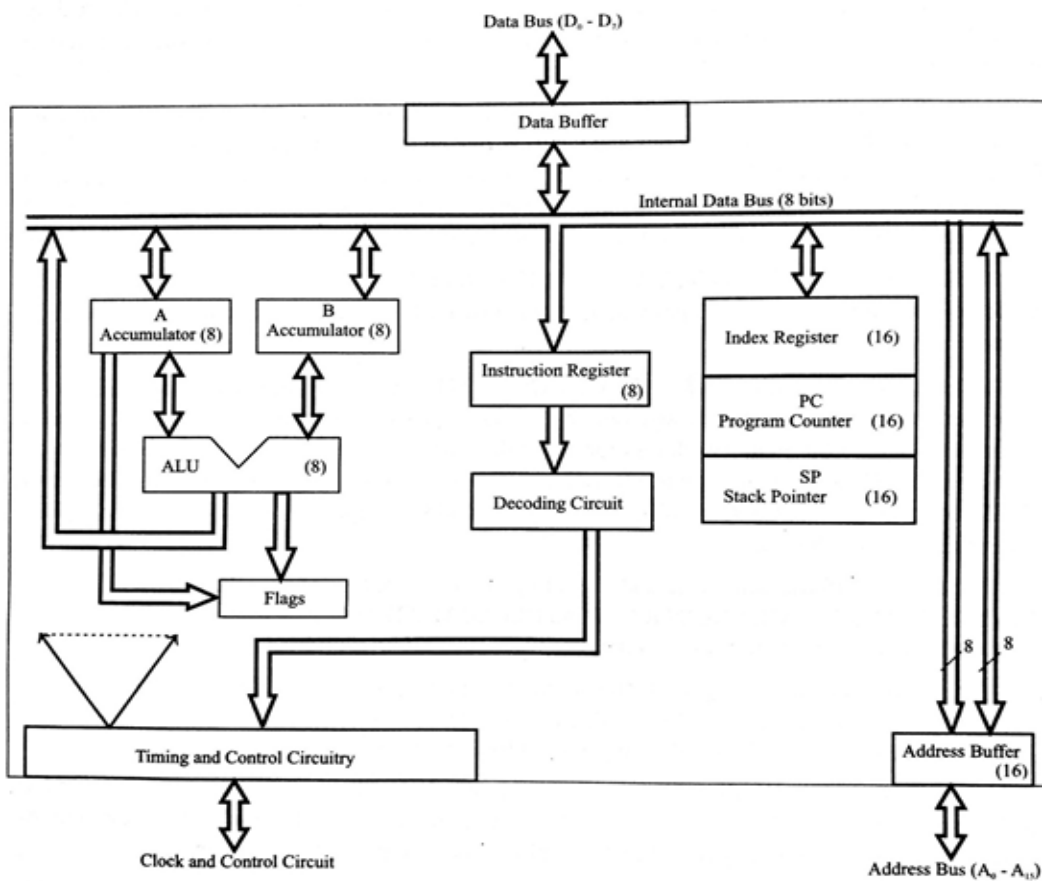 Data Bus (D₀ - D₇)
Data Buffer
Internal Data Bus (8 bits)
A
Accumulator (8)
B
Accumulator (8)
Instruction Register
(8)
Index Register (16)
PC
Program Counter (16)
SP
Stack Pointer (16)
ALU (8)
Decoding Circuit
Flags
8
8
Timing and Control Circuitry
Address Buffer
(16)
Clock and Control Circuit
Address Bus (A₀ - A₁₅)